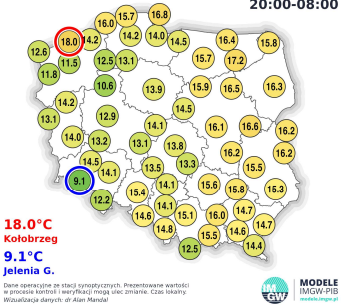 20:00-08:00
16.0 15.7 16.8
12.6 18.0 14.2 14.2 14.0 14.5 16.4 15.8
11.8 11.5 12.5 13.1 15.7 17.2
10.6 13.9 15.9 16.5 16.3
14.2 14.5
13.1 12.9 14.1 16.1 16.6 16.2
14.0 13.2 13.1 13.8 16.2 16.2
14.5 14.1 13.5 13.3 15.5
9.1 15.4 14.1 15.6 15.8 16.3
12.2 14.1 14.6 15.1 16.0 14.7
14.8 15.5 14.6 14.7
12.5 14.4
18.0°C
Kołobrzeg
9.1°C
Jelenia G.
Dane operacyjne ze stacji synoptycznych. Prezentowane wartości
w procesie kontroli i weryfikacji mogą ulec zmianie. Czas lokalny.
Wizualizacja danych: dr Alan Mandal
IMGW
PIB
MODELE
IMGW-PIB
modele.imgw.pl